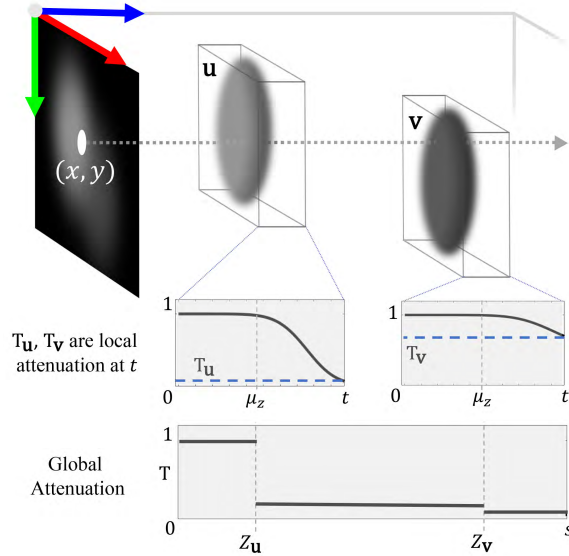 u
v
(x, y)
1
T_u
0
μ_z
t
1
T_v
0
μ_z
t
T_u, T_v are local
attenuation at t
Global
Attenuation
1
T
0
Z_u
Z_v
s